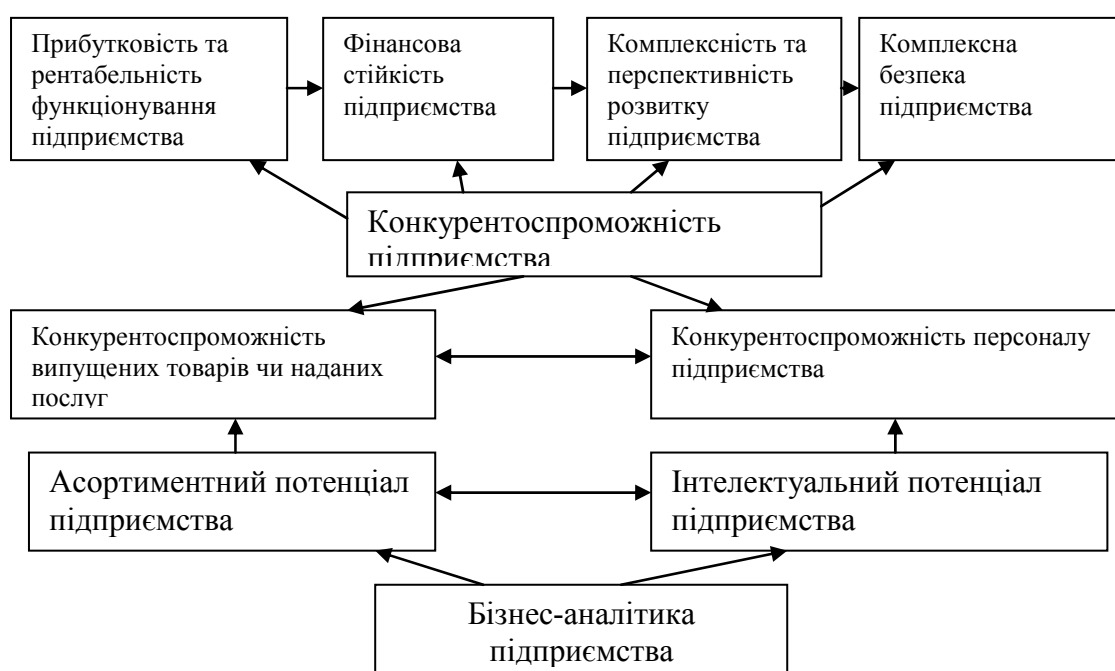 Прибутковість та
рентабельність
функціонування
підприємства
Фінансова
стійкість
підприємства
Комплексність та
перспективність
розвитку
підприємства
Комплексна
безпека
підприємства
Конкурентоспроможність
підприємства
Конкурентоспроможність
випущених товарів чи наданих
послуг
Конкурентоспроможність персоналу
підприємства
Асортиментний потенціал
підприємства
Інтелектуальний потенціал
підприємства
Бізнес-аналітика
підприємства